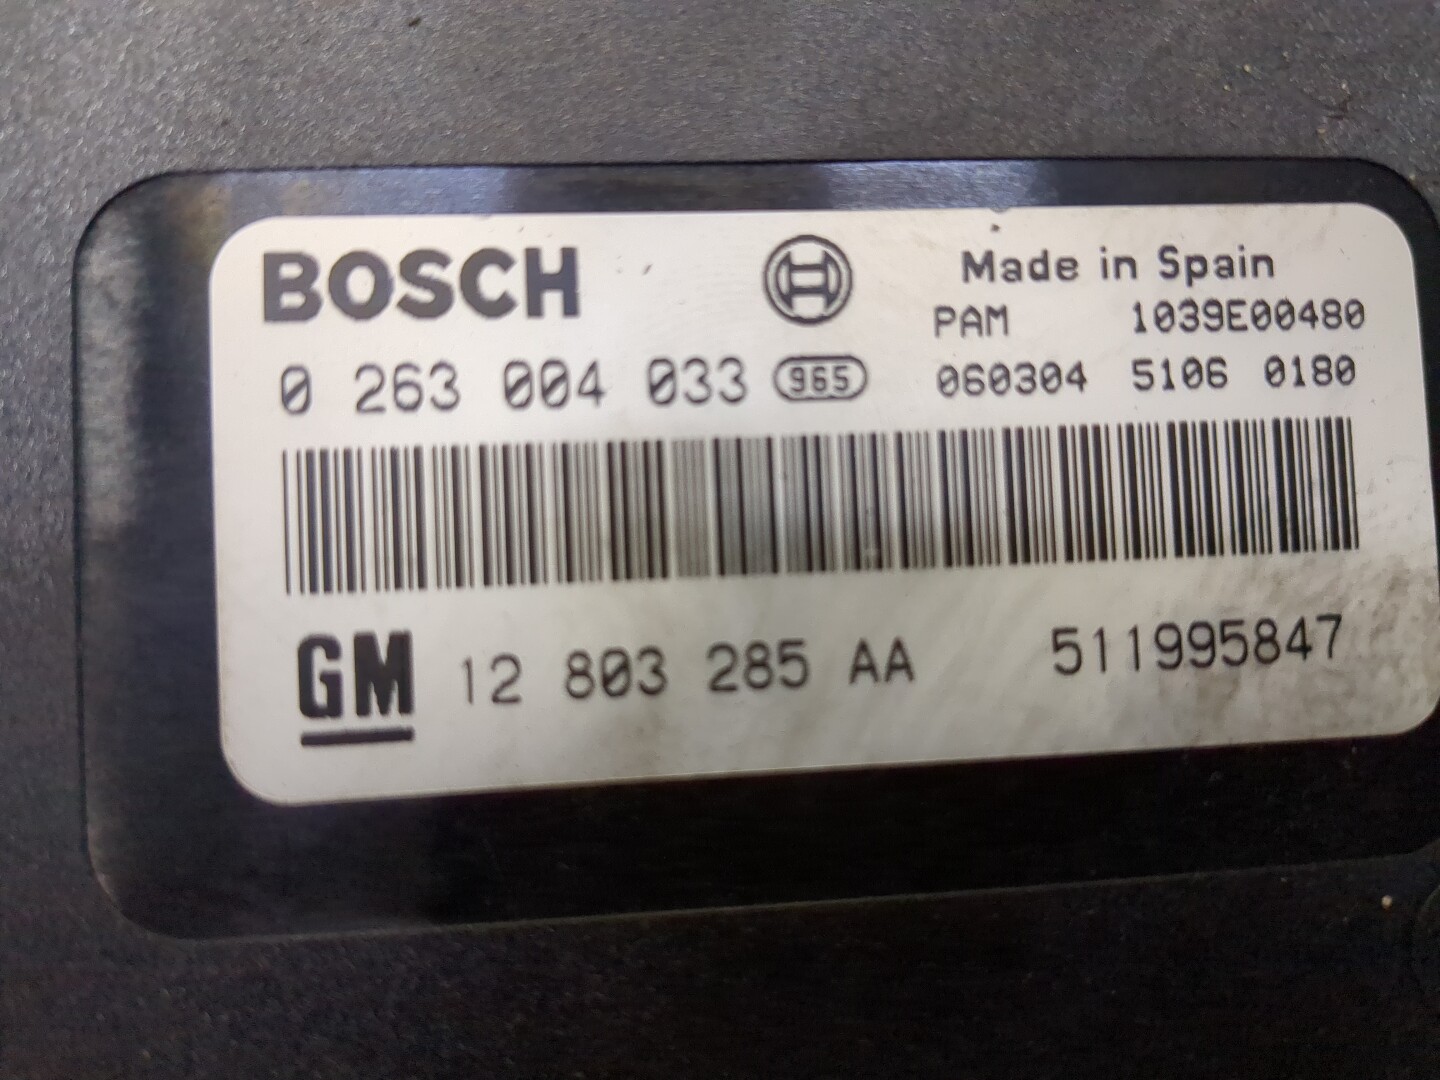 BOSCH Made in Spain
PAM 1039E00480
0 263 004 033 965 060304 5106 0180
GM 12 803 285 AA 511995847